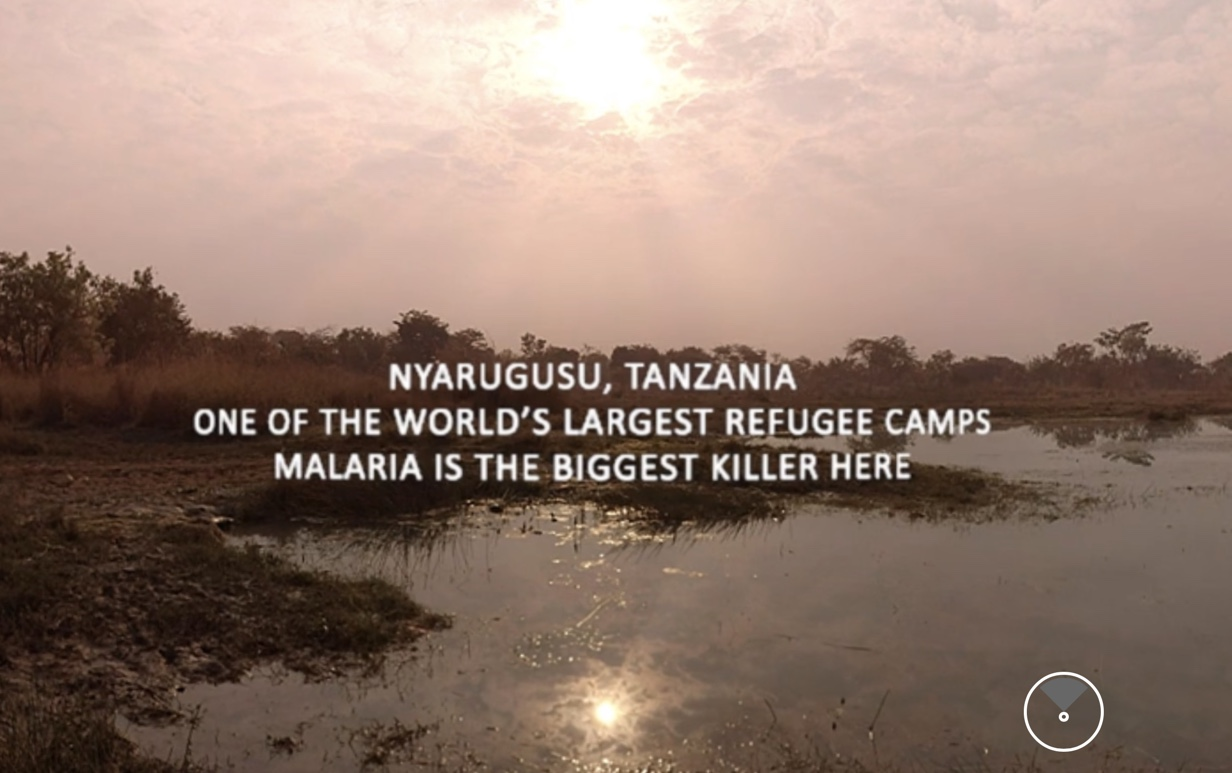 NYARUGUSU, TANZANIA
ONE OF THE WORLD'S LARGEST REFUGEE CAMPS
MALARIA IS THE BIGGEST KILLER HERE